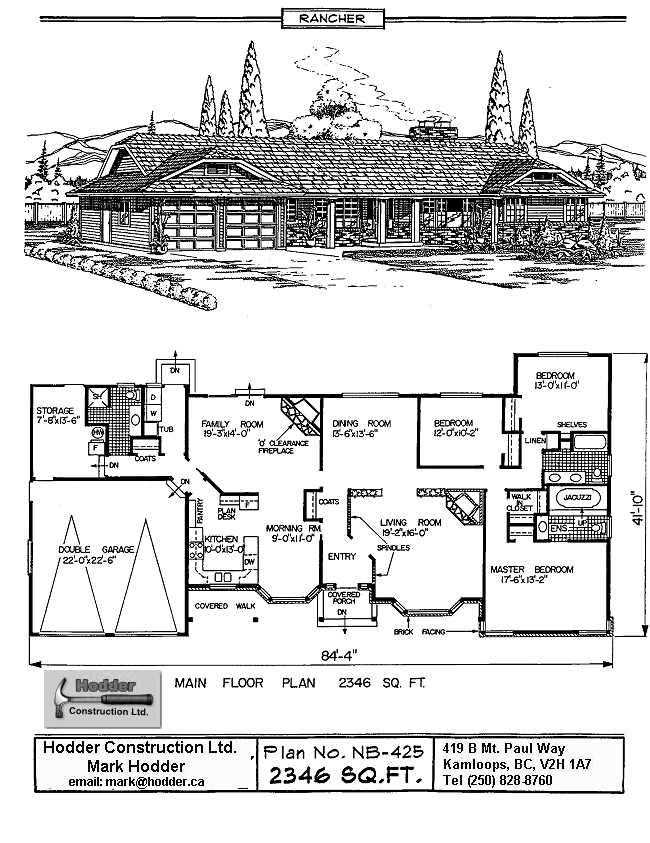 RANCHER
DN
BEDROOM
13'-0"x11'-0"
STORAGE
7'-8"x13'-6"
SH
D
W
TUB
HW
F
DN
COATS
FAMILY ROOM
19'-3"x14'-0"
DN
'O' CLEARANCE
FIREPLACE
DINING ROOM
13'-6"x13'-6"
BEDROOM
12'-0"x10'-2"
SHELVES
LINEN
DN
PANTRY
PLAN
DESK
F
COATS
WALK
IN
CLOSET
JACUZZI
41'-10"
DOUBLE GARAGE
22'-0"x22'-6"
KITCHEN
10'-0"x13'-0"
DW
MORNING RM.
9'-0"x11'-0"
LIVING ROOM
19'-2"x16'-0"
SPINDLES
ENTRY
ENS.
UP
MASTER BEDROOM
17'-6"x13'-2"
COVERED WALK
COVERED
PORCH
DN
BRICK FACING
84'-4"
Hodder
Construction Ltd.
MAIN FLOOR PLAN 2346 SQ. FT.
Hodder Construction Ltd.
Mark Hodder
email: mark@hodder.ca
Plan No. NB-425
2346 SQ.FT.
419 B Mt. Paul Way
Kamloops, BC, V2H 1A7
Tel (250) 828-8760